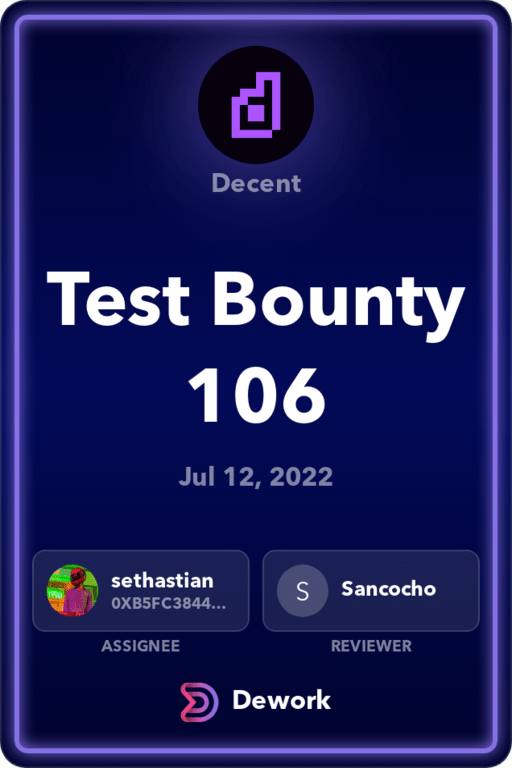 Decent
Test Bounty
106
Jul 12, 2022
sethastian
0XB5FC3844...
ASSIGNEE
S
Sancocho
REVIEWER
Dework